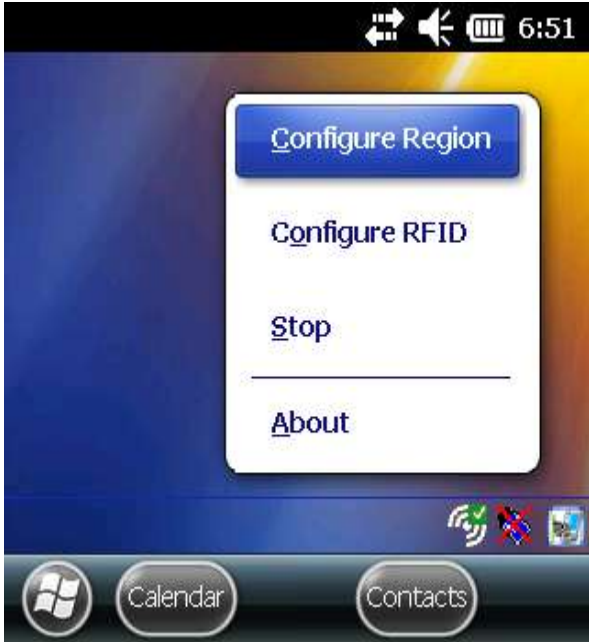 6:51
Configure Region
Configure RFID
Stop
About
Calendar
Contacts